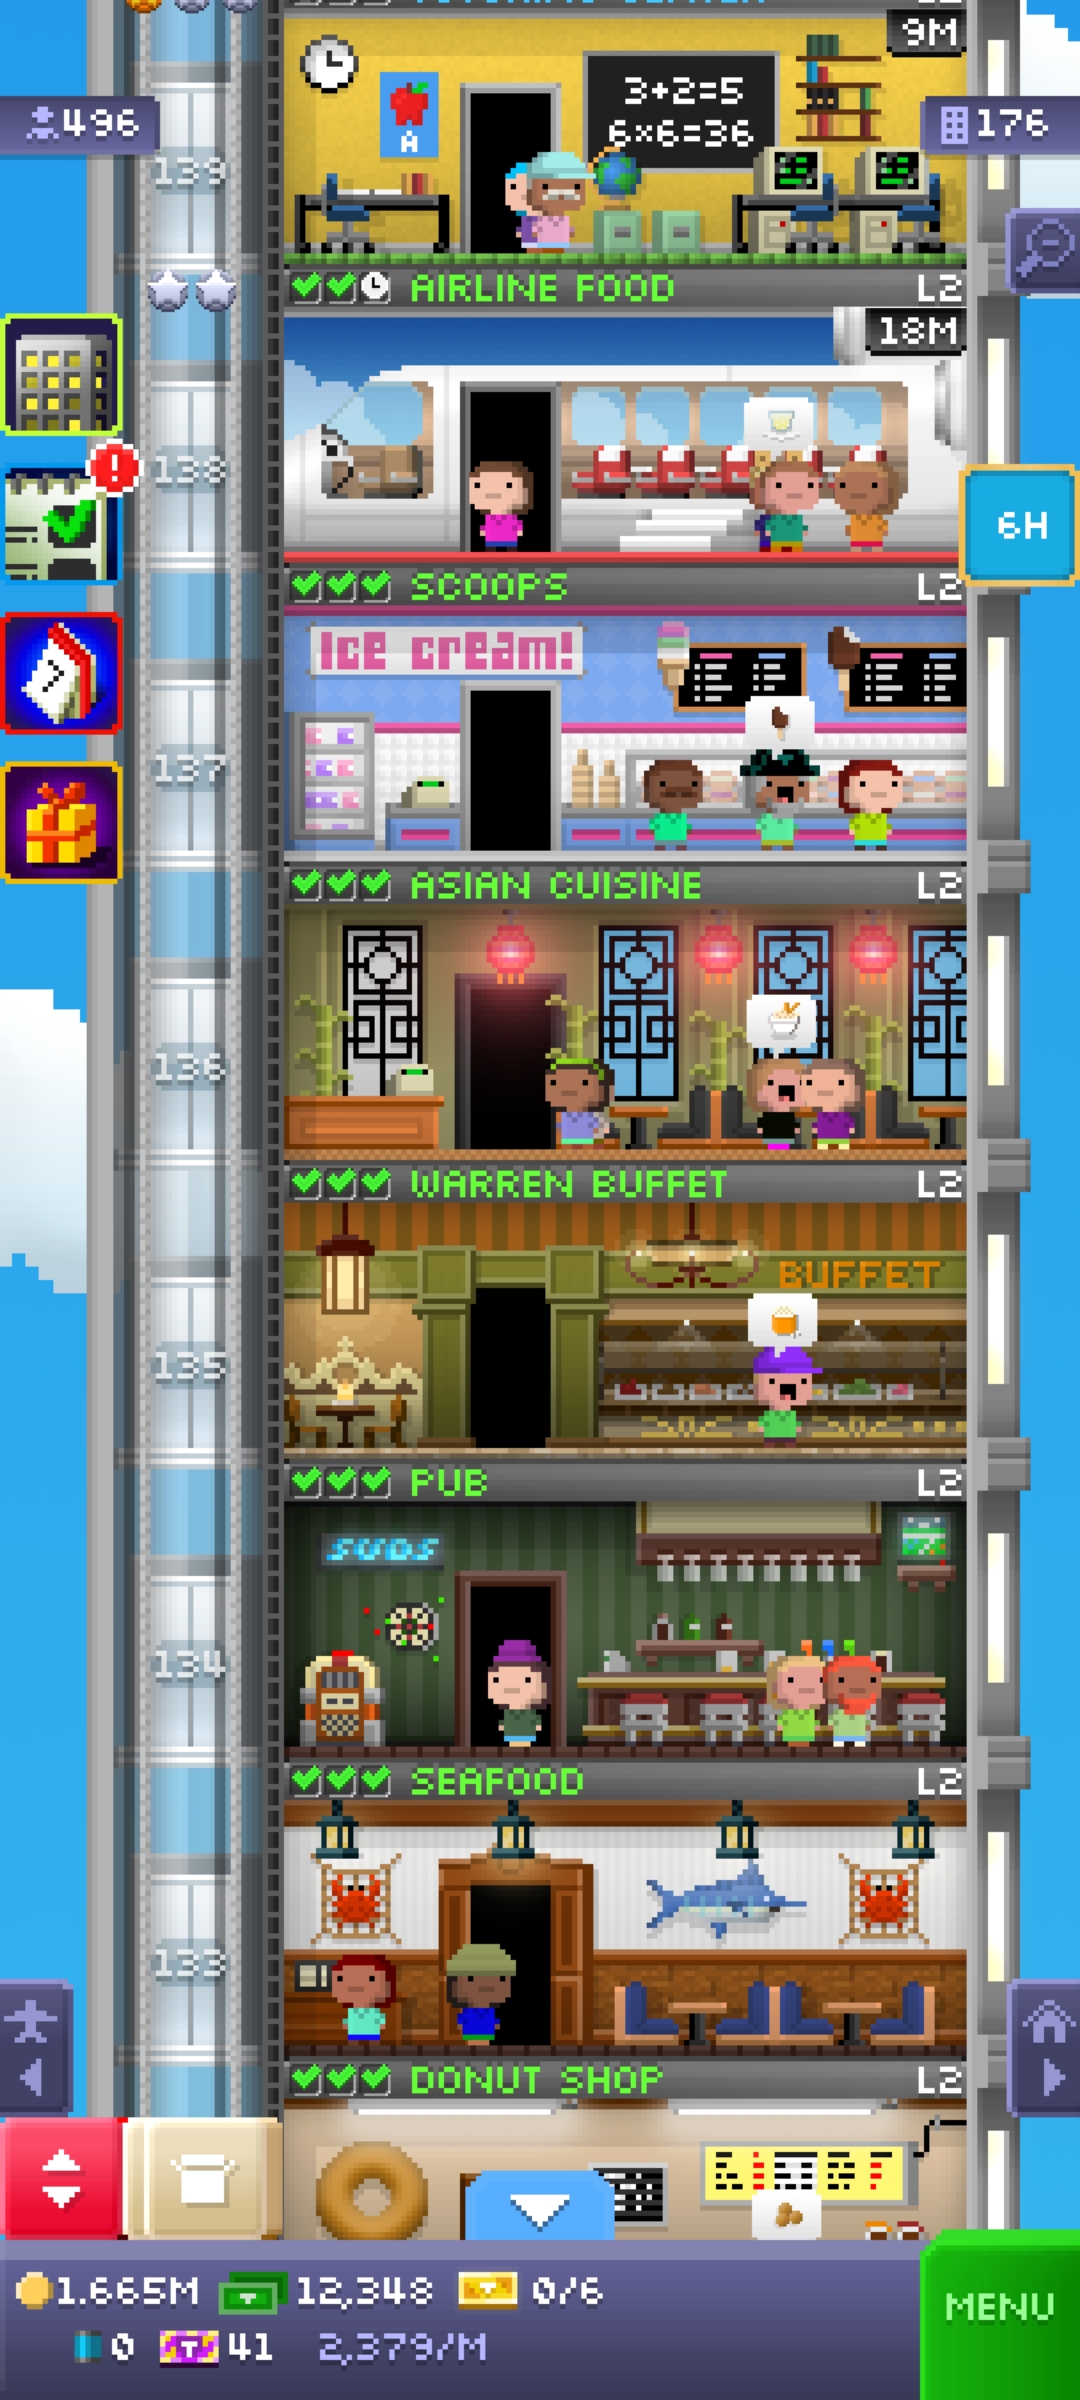 9M
496
176
A
3+2=5
6×6=36
139
AIRLINE FOOD L2
18M
138
6H
SCOOPS L2
Ice cream!
137
ASIAN CUISINE L2
136
WARREN BUFFET L2
BUFFET
135
PUB L2
SUDS
134
SEAFOOD L2
133
DONUT SHOP L2
1.665M 12,348 0/6
0 41 2,379/M
MENU